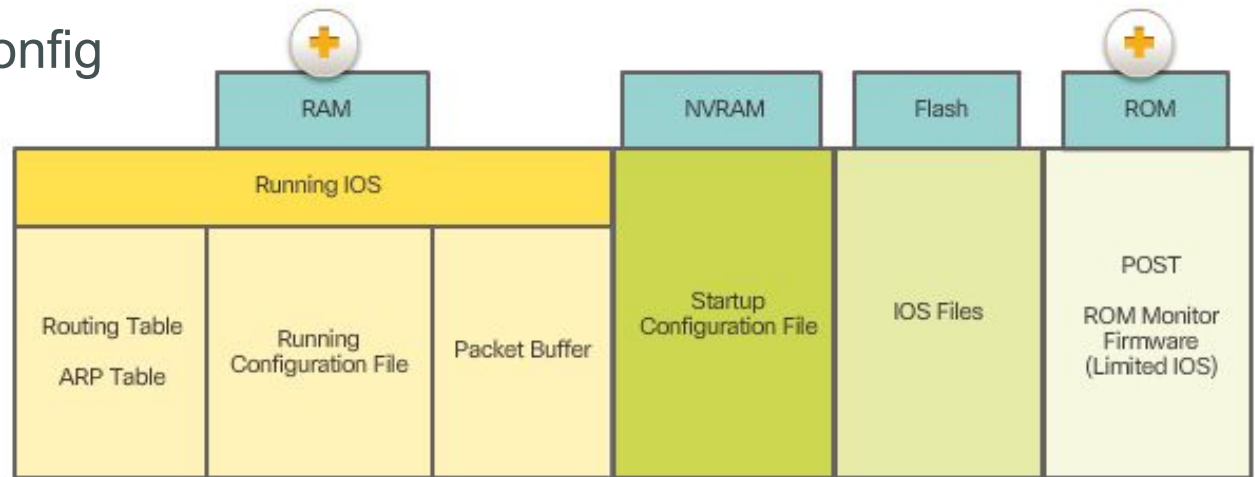 onfig
RAM
NVRAM
Flash
ROM
Running IOS
Routing Table
ARP Table
Running
Configuration File
Packet Buffer
Startup
Configuration File
IOS Files
POST
ROM Monitor
Firmware
(Limited IOS)